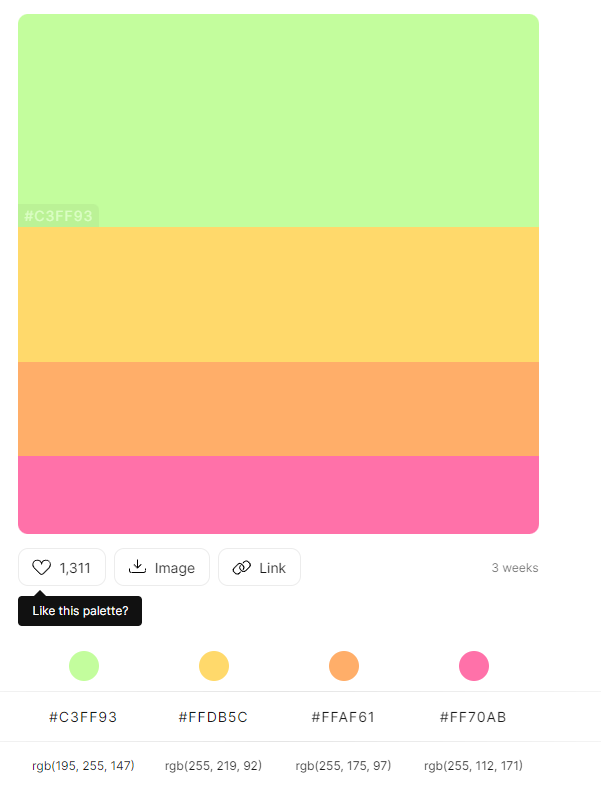 #C3FF93
1,311 Image Link 3 weeks
Like this palette?
#C3FF93 #FFDB5C #FFAF61 #FF70AB
rgb(195, 255, 147) rgb(255, 219, 92) rgb(255, 175, 97) rgb(255, 112, 171)